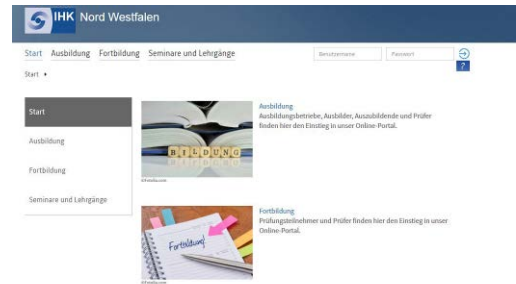 IHK Nord Westfalen
Start Ausbildung Fortbildung Seminare und Lehrgänge
Benutzername
Passwort
?
Start
Start
Ausbildung
Fortbildung
Seminare und Lehrgänge
BILDUNG
Ausbildung
Ausbildungsbetriebe, Ausbilder, Auszubildende und Prüfer
finden hier den Einstieg in unser Online-Portal.
Fortbildung!
Fortbildung
Prüfungsteilnehmer und Prüfer finden hier den Einstieg in unser
Online-Portal.